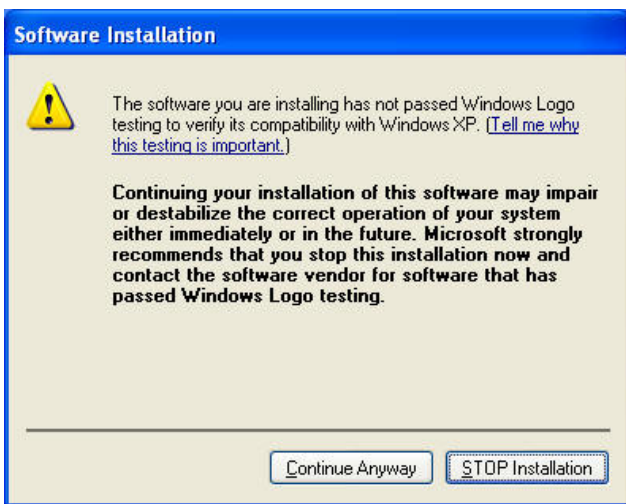 Software Installation
The software you are installing has not passed Windows Logo
testing to verify its compatibility with Windows XP. (Tell me why
this testing is important.)
Continuing your installation of this software may impair
or destabilize the correct operation of your system
either immediately or in the future. Microsoft strongly
recommends that you stop this installation now and
contact the software vendor for software that has
passed Windows Logo testing.
Continue Anyway
STOP Installation